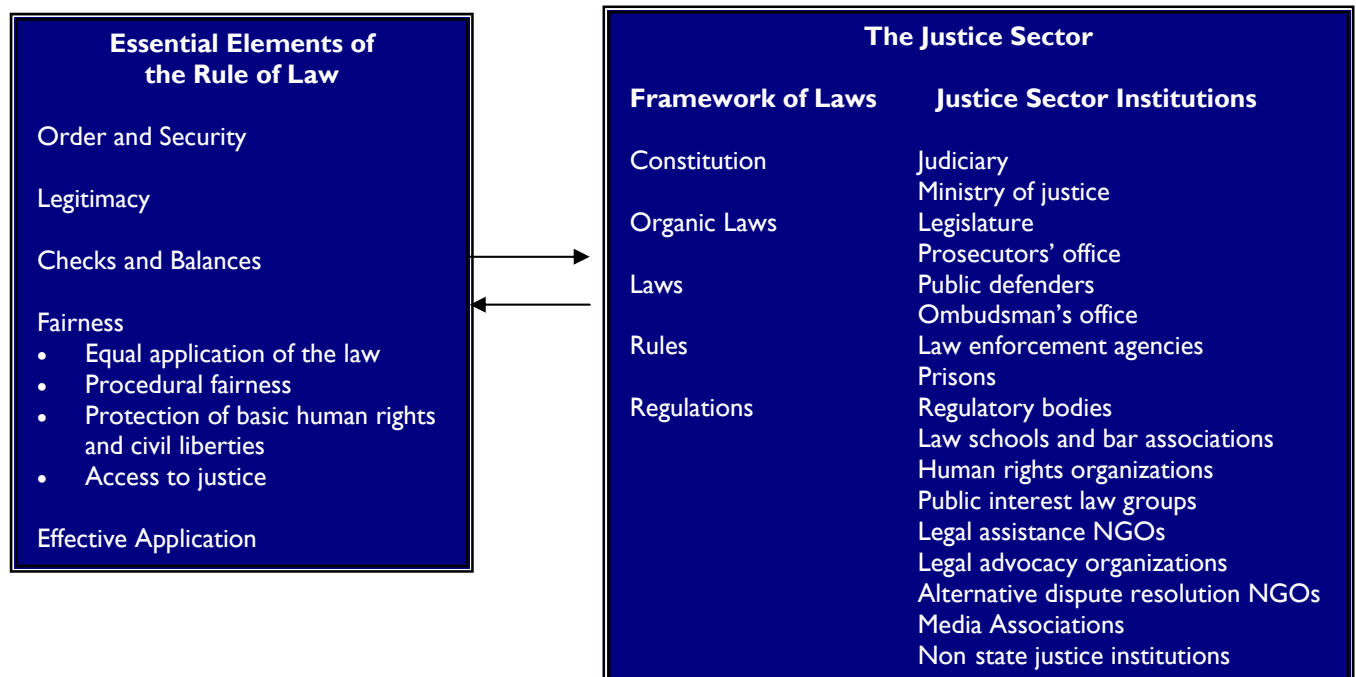 Essential Elements of
the Rule of Law
Order and Security
Legitimacy
Checks and Balances
Fairness
• Equal application of the law
• Procedural fairness
• Protection of basic human rights
and civil liberties
• Access to justice
Effective Application
The Justice Sector
Framework of Laws
Constitution
Organic Laws
Laws
Rules
Regulations
Justice Sector Institutions
Judiciary
Ministry of justice
Legislature
Prosecutors’ office
Public defenders
Ombudsman’s office
Law enforcement agencies
Prisons
Regulatory bodies
Law schools and bar associations
Human rights organizations
Public interest law groups
Legal assistance NGOs
Legal advocacy organizations
Alternative dispute resolution NGOs
Media Associations
Non state justice institutions